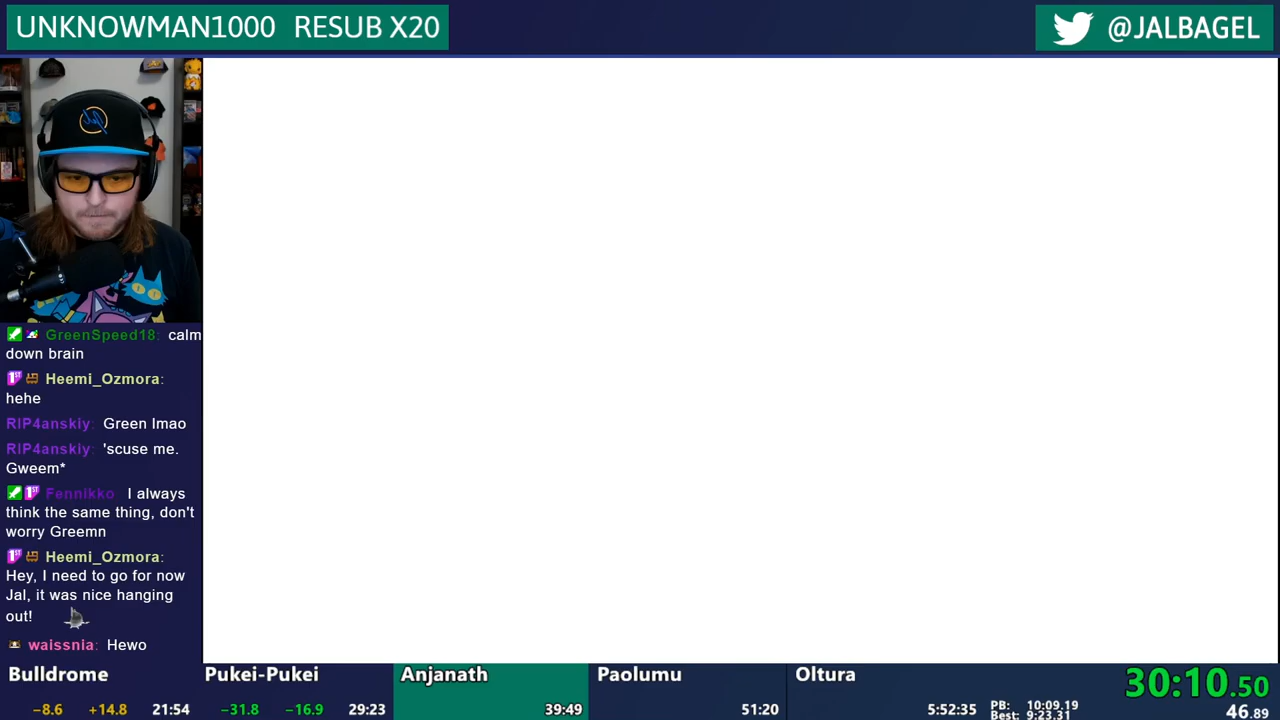 UNKNOWMAN1000 RESUB X20
@JALBAGEL
GreenSpeed18: calm
down brain
Heemi_Ozmora:
hehe
RIP4anskiy: Green lmao
RIP4anskiy: 'scuse me.
Gweem*
Fennikko I always
think the same thing, don't
worry Greemn
Heemi_Ozmora:
Hey, I need to go for now
Jal, it was nice hanging
out!
waissnia: Hewo
Bulldrome
−8.6 +14.8 21:54
Pukei-Pukei
−31.8 −16.9 29:23
Anjanath
39:49
Paolumu
51:20
Oltura
5:52:35
PB: 10:09.19
Best: 9:23.31
30:10.50
46.89